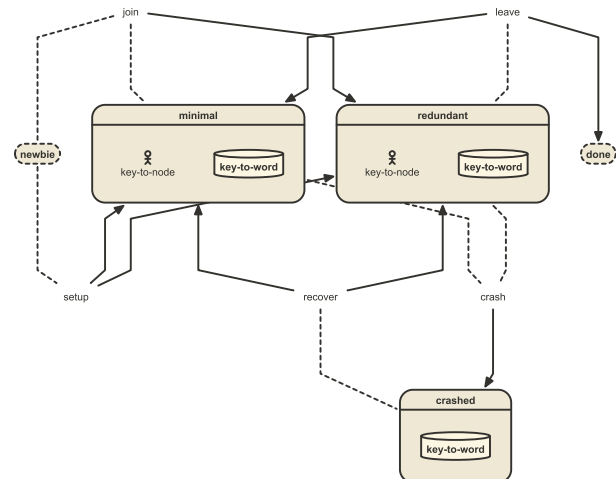 join
leave
minimal
redundant
newbie
key-to-node
key-to-word
key-to-node
key-to-word
done
setup
recover
crash
crashed
key-to-word